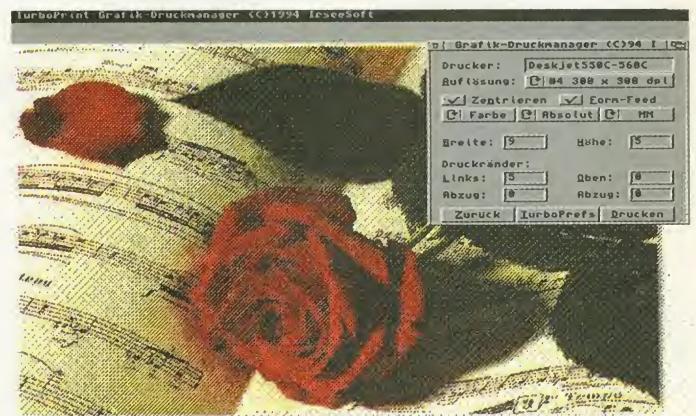 TurboPrint Grafik-Druckmanager (C)1994 IrseeSoft
Grafik-Druckmanager (C)94 I
Drucker: Deskjet550C-560C
Auflösung: 04 300 x 300 dpi
Zentrieren Form-Feed
Farbe Absolut MM
Breite: 9 Höhe: 5
Druckränder:
Links: 5 Oben: 0
Abzug: 0 Abzug: 0
Zurück TurboPrefs Drucken